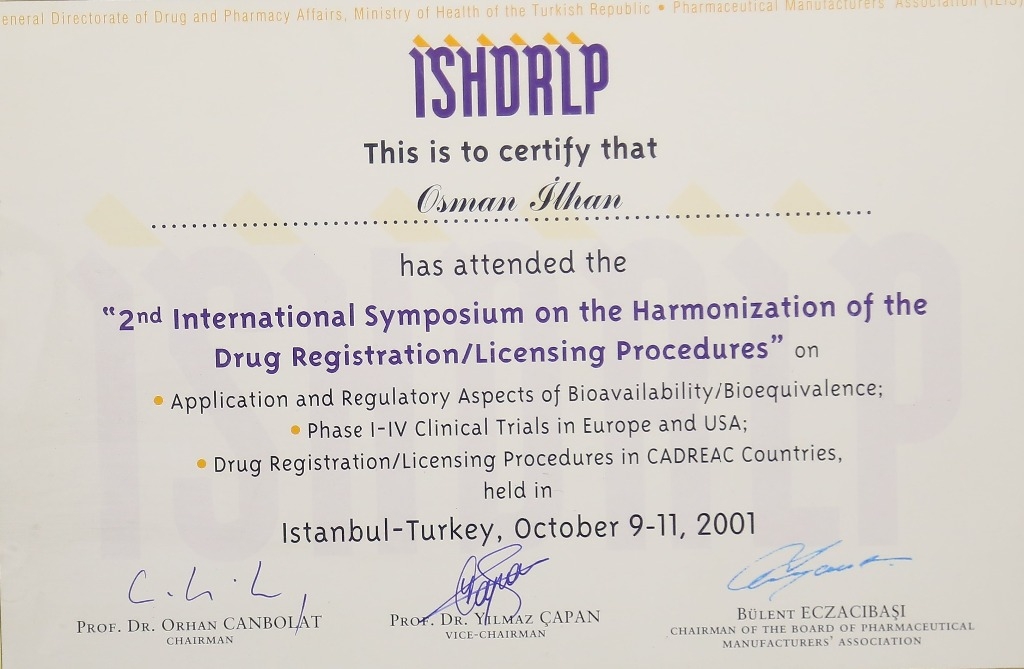 eneral Directorate of Drug and Pharmacy Affairs, Ministry of Health of the Turkish Republic • Pharmaceutical Manufacturers' Association (İEİS)
İSHDRLP
This is to certify that
Osman İlhan
has attended the
“2nd International Symposium on the Harmonization of the
Drug Registration/Licensing Procedures” on
• Application and Regulatory Aspects of Bioavailability/Bioequivalence;
• Phase I-IV Clinical Trials in Europe and USA;
• Drug Registration/Licensing Procedures in CADREAC Countries,
held in
Istanbul-Turkey, October 9-11, 2001
PROF. DR. ORHAN CANBOLAT
CHAIRMAN
PROF. DR. YILMAZ ÇAPAN
VICE-CHAIRMAN
BÜLENT ECZACIBAŞI
CHAIRMAN OF THE BOARD OF PHARMACEUTICAL
MANUFACTURERS' ASSOCIATION